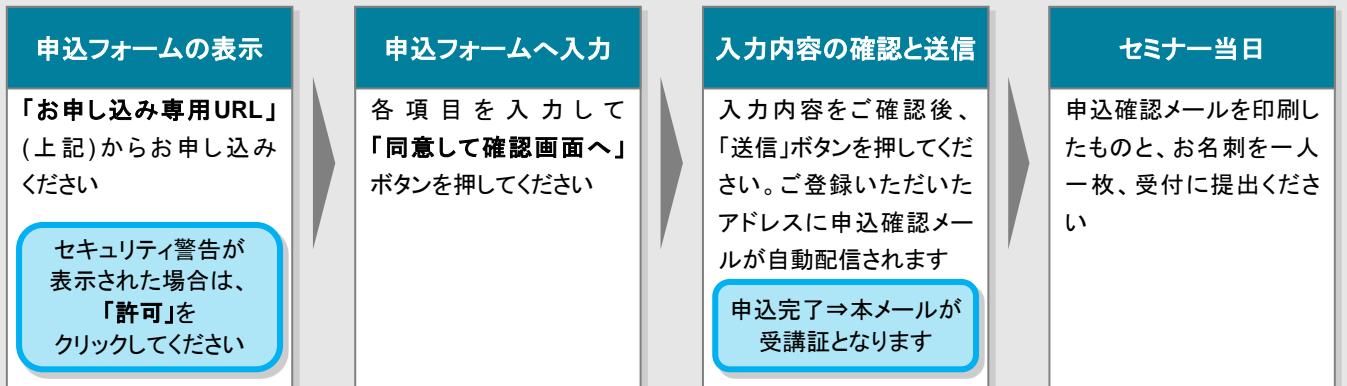 申込フォームの表示
「お申し込み専用URL」
(上記)からお申し込み
ください
セキュリティ警告が
表示された場合は、
「許可」を
クリックしてください
申込フォームへ入力
各項目を入力して
「同意して確認画面へ」
ボタンを押してください
入力内容の確認と送信
入力内容をご確認後、
「送信」ボタンを押してくだ
さい。ご登録いただいた
アドレスに申込確認メー
ルが自動配信されます
申込完了⇒本メールが
受講証となります
セミナー当日
申込確認メールを印刷し
たものと、お名刺を一人
一枚、受付に提出くださ
い